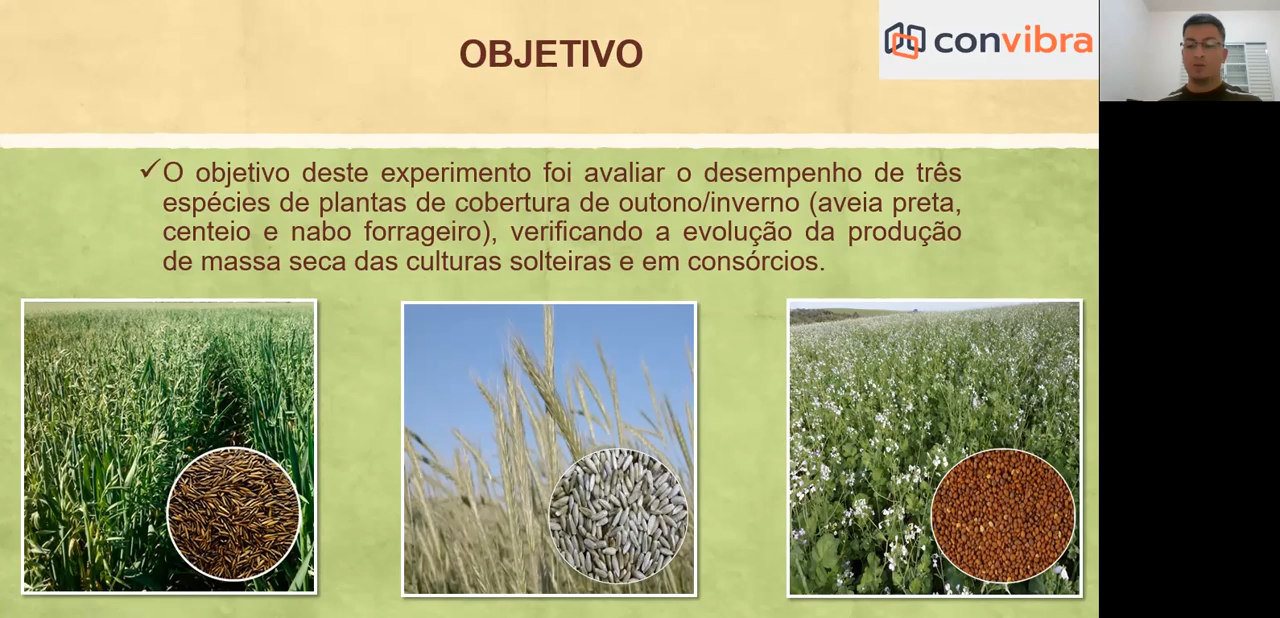 OBJETIVO
convibra
✓O objetivo deste experimento foi avaliar o desempenho de três
espécies de plantas de cobertura de outono/inverno (aveia preta,
centeio e nabo forrageiro), verificando a evolução da produção
de massa seca das culturas solteiras e em consórcios.